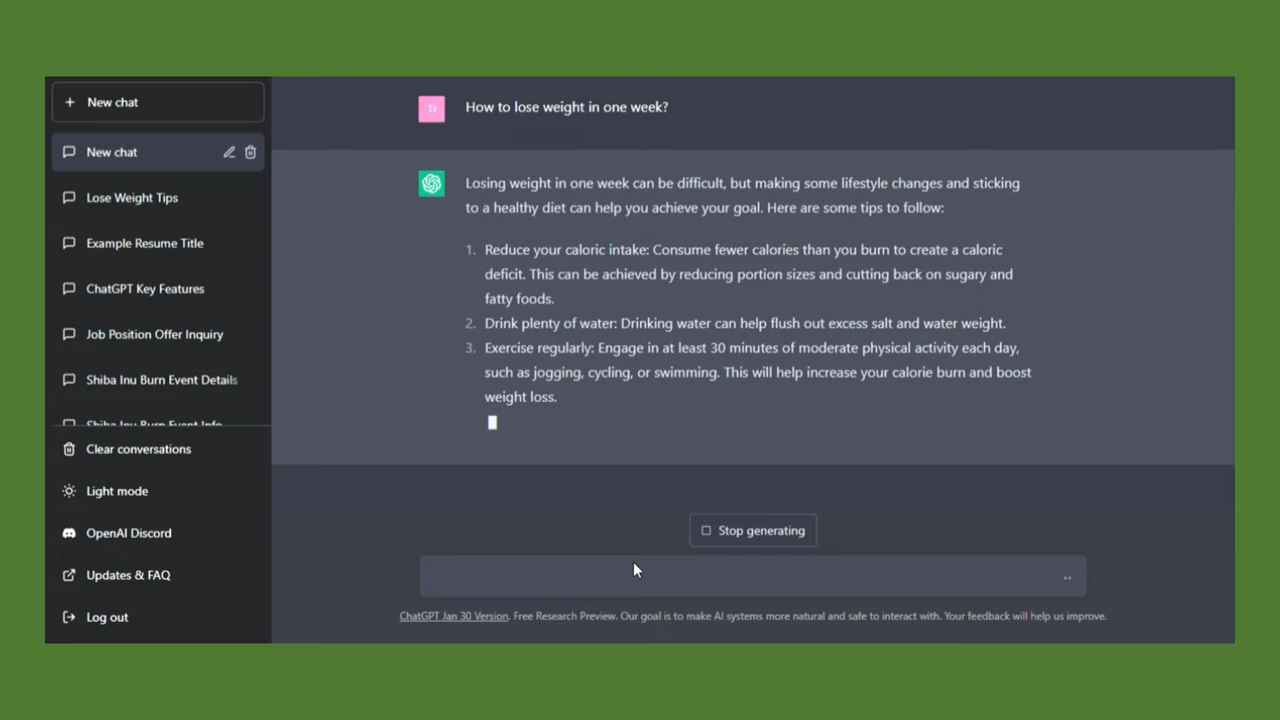 New chat
New chat
Lose Weight Tips
Example Resume Title
ChatGPT Key Features
Job Position Offer Inquiry
Shiba Inu Burn Event Details
Shiba Inu Burn Event Info
Clear conversations
Light mode
OpenAI Discord
Updates & FAQ
Log out
TI
How to lose weight in one week?
Losing weight in one week can be difficult, but making some lifestyle changes and sticking
to a healthy diet can help you achieve your goal. Here are some tips to follow:
1. Reduce your caloric intake: Consume fewer calories than you burn to create a caloric
deficit. This can be achieved by reducing portion sizes and cutting back on sugary and
fatty foods.
2. Drink plenty of water: Drinking water can help flush out excess salt and water weight.
3. Exercise regularly: Engage in at least 30 minutes of moderate physical activity each day,
such as jogging, cycling, or swimming. This will help increase your calorie burn and boost
weight loss.
Stop generating
ChatGPT Jan 30 Version. Free Research Preview. Our goal is to make AI systems more natural and safe to interact with. Your feedback will help us improve.